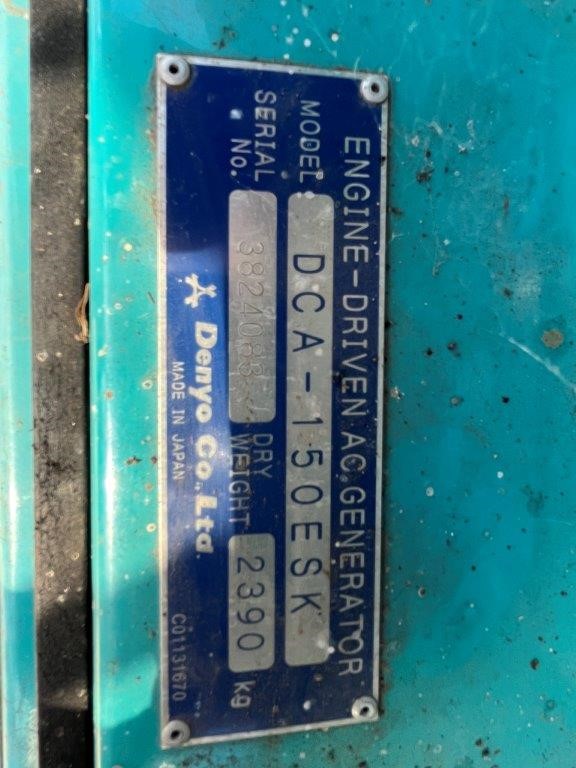 ENGINE-DRIVEN AC GENERATOR
MODEL: DCA-150ESK
SERIAL No. 3824088 DRY WEIGHT 2390 kg
Denyo Co., Ltd.
MADE IN JAPAN
C01131670